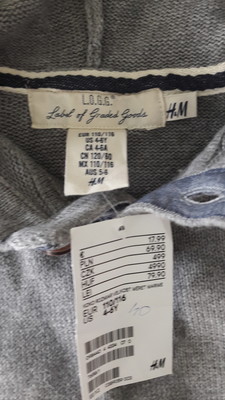 L.O.G.G.
Label of Graded Goods
H&M
EUR 110/116
US 4-6Y
CA 4-6A
CN 120/60
MX 110/116
AUS 5-6
H&M
€ 17.99
PLN 69.90
CZK 499
HUF 4990
LEI 79.90
EUR 110/116
US 4-6Y
H&M